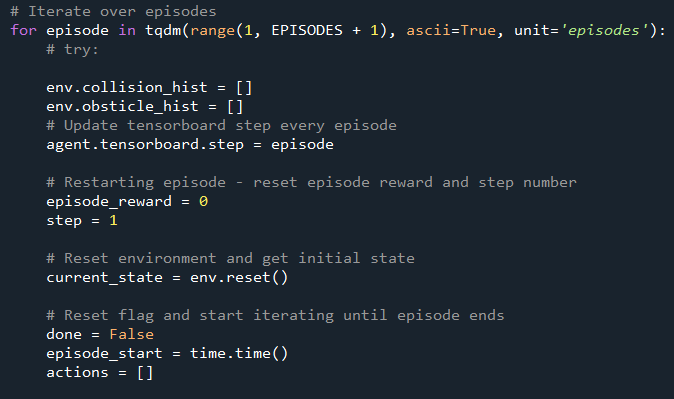 # Iterate over episodes
for episode in tqdm(range(1, EPISODES + 1), ascii=True, unit='episodes'):
    # try:

    env.collision_hist = []
    env.obsticle_hist = []
    # Update tensorboard step every episode
    agent.tensorboard.step = episode

    # Restarting episode - reset episode reward and step number
    episode_reward = 0
    step = 1

    # Reset environment and get initial state
    current_state = env.reset()

    # Reset flag and start iterating until episode ends
    done = False
    episode_start = time.time()
    actions = []